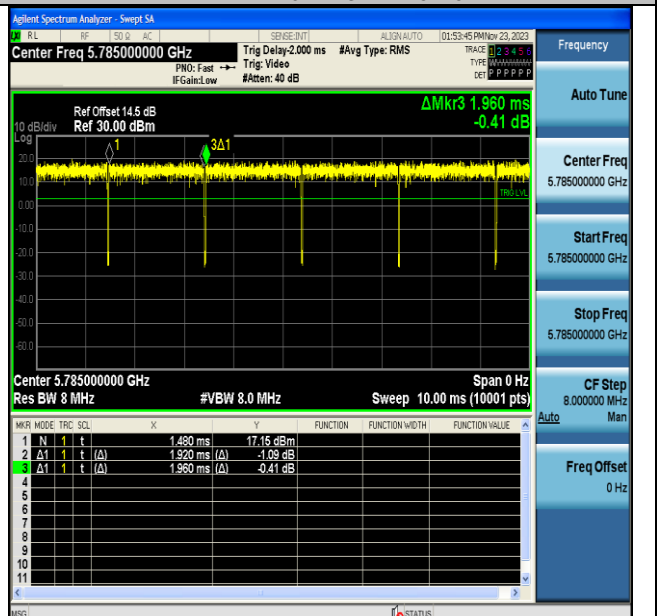 Agilent Spectrum Analyzer - Swept SA
RL RF 50 Ω AC SENSE:INT ALIGN AUTO 01:53:45 PM Nov 23, 2023
Center Freq 5.785000000 GHz Trig Delay-2.000 ms #Avg Type: RMS TRACE 1 2 3 4 5 6
PNO: Fast Trig: Video TYPE
IFGain:Low #Atten: 40 dB DET P P P P P P
Frequency
Auto Tune
Center Freq
5.785000000 GHz
Start Freq
5.785000000 GHz
Stop Freq
5.785000000 GHz
CF Step
8.000000 MHz
Auto Man
Freq Offset
0 Hz
ΔMkr3 1.960 ms
-0.41 dB
Ref Offset 14.5 dB
10 dB/div Ref 30.00 dBm
Log
1
3Δ1
20.0
10.0
TRIG LVL
0.00
-10.0
-20.0
-30.0
-40.0
-50.0
-60.0
Center 5.785000000 GHz Span 0 Hz
Res BW 8 MHz #VBW 8.0 MHz Sweep 10.00 ms (10001 pts)
MKR MODE TRC SCL X Y FUNCTION FUNCTION WIDTH FUNCTION VALUE
1 N 1 t 1.480 ms 17.15 dBm
2 Δ1 1 t (Δ) 1.920 ms (Δ) -1.09 dB
3 Δ1 1 t (Δ) 1.960 ms (Δ) -0.41 dB
4
5
6
7
8
9
10
11
MSG STATUS